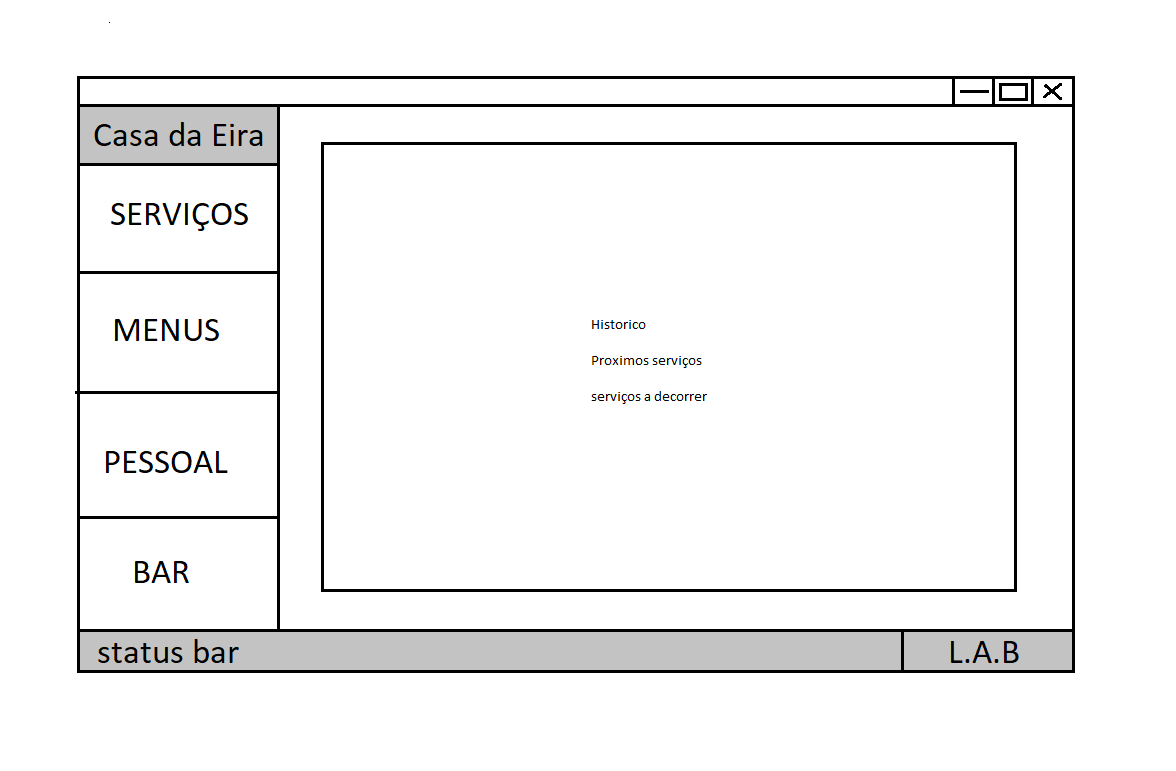 Casa da Eira
SERVIÇOS
MENUS
PESSOAL
BAR
Historico
Proximos serviços
serviços a decorrer
status bar
L.A.B